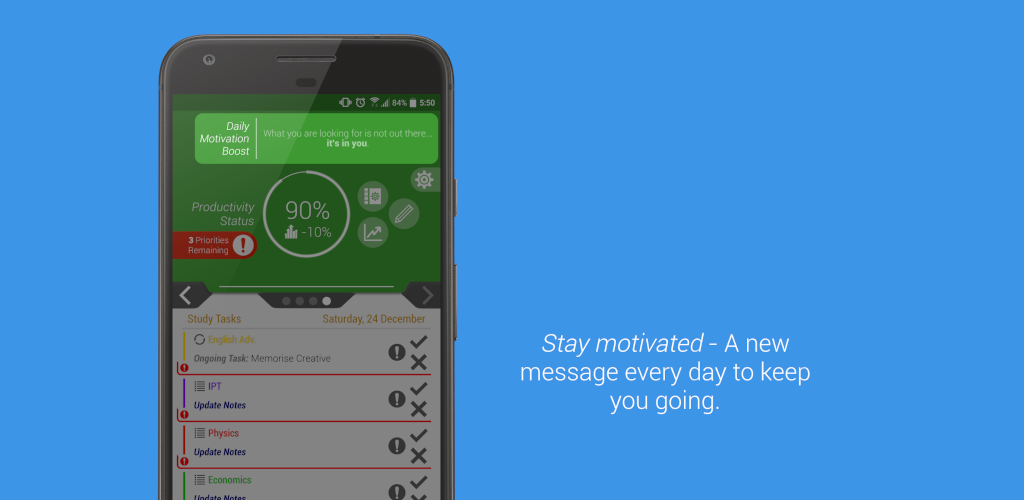 84% 5:50
Daily
Motivation
Boost
What you are looking for is not out there...
it's in you.
Productivity
Status
90%
-10%
3 Priorities
Remaining
Study Tasks
Saturday, 24 December
English Adv
Ongoing Task: Memorise Creative
IPT
Update Notes
Physics
Update Notes
Economics
Update Notes
Stay motivated - A new
message every day to keep
you going.